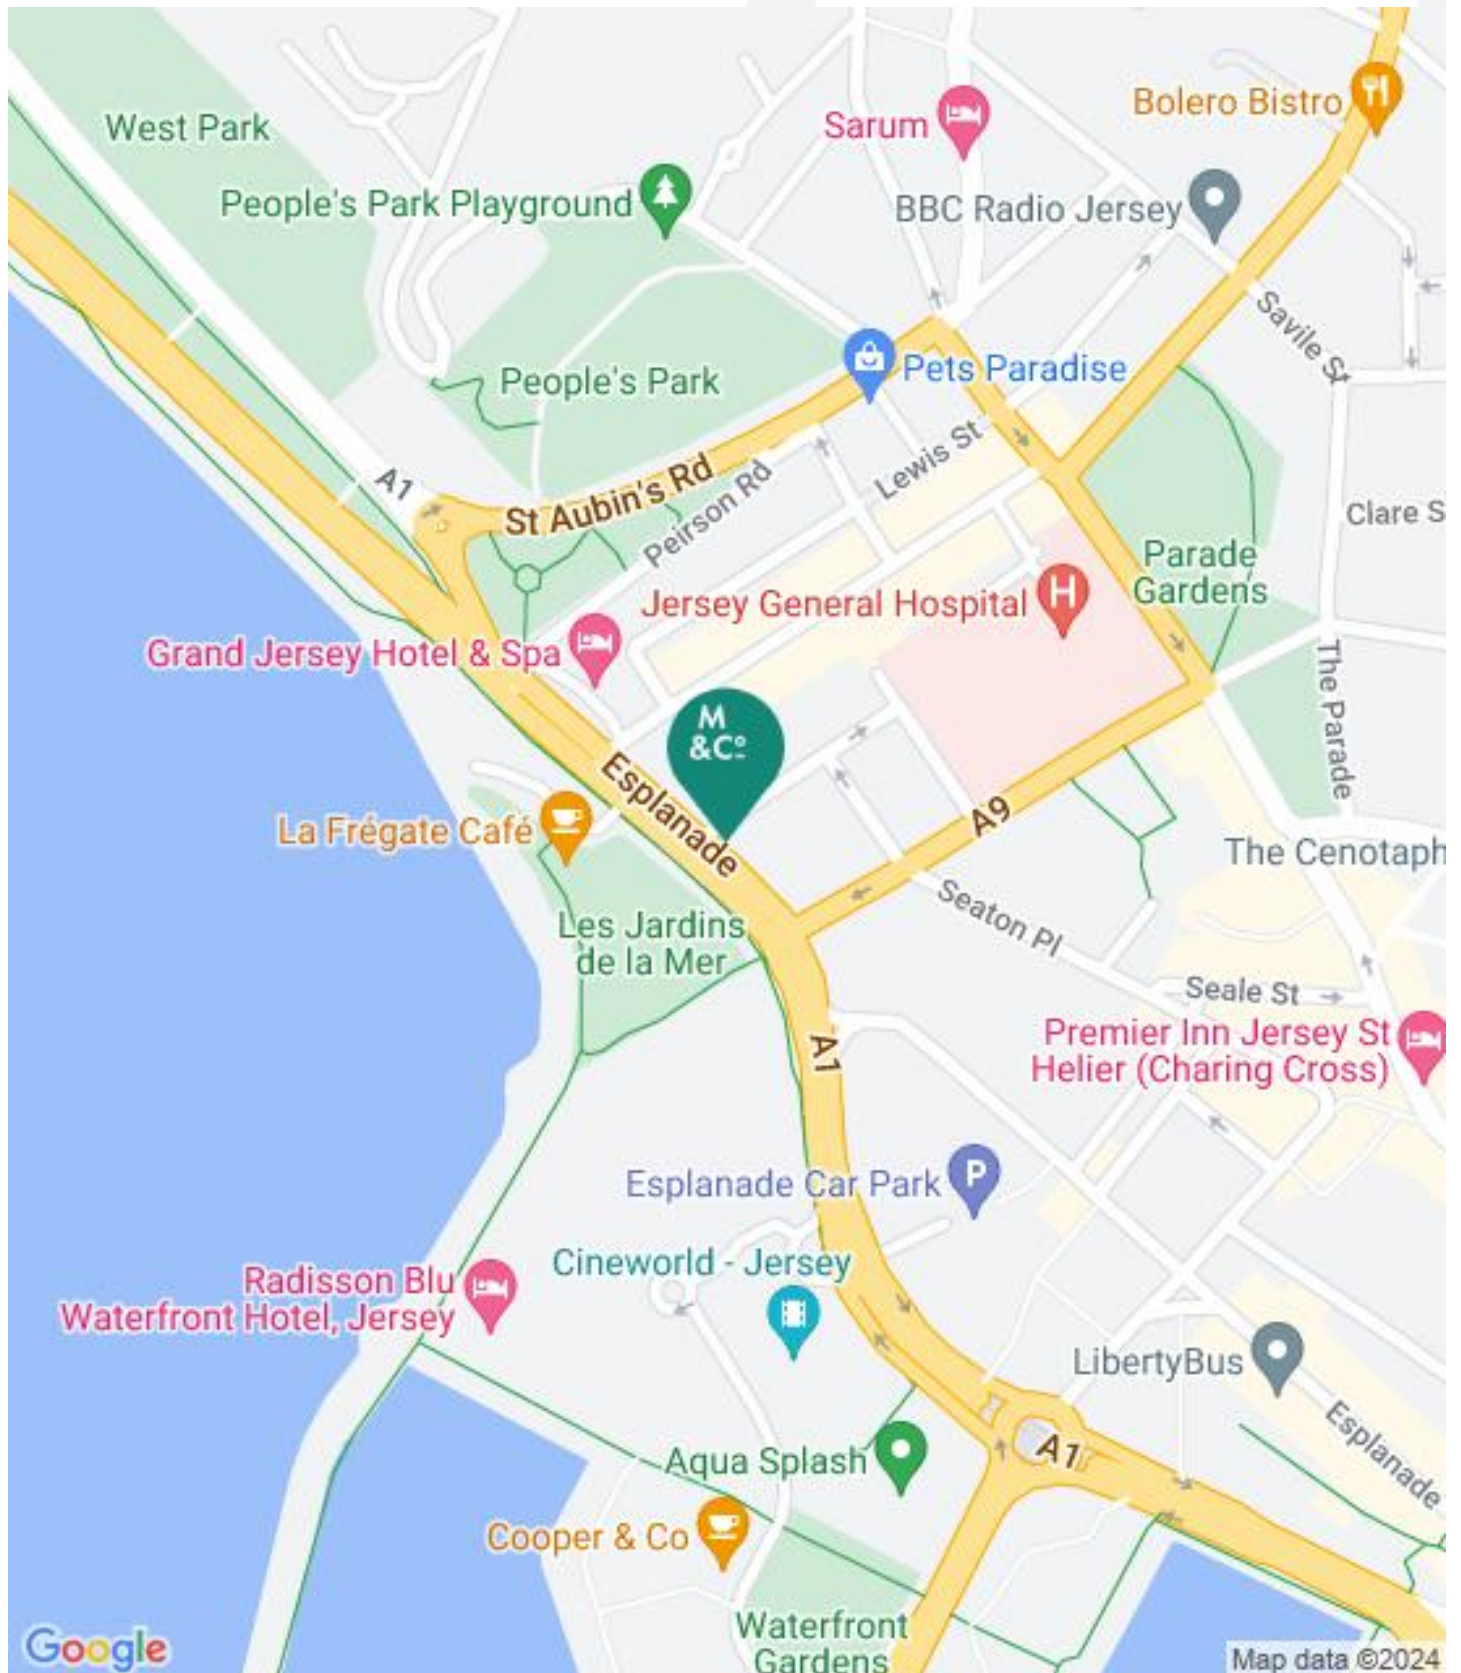 West Park
Sarum
Bolero Bistro
People's Park Playground
BBC Radio Jersey
Savile St
People's Park
Pets Paradise
Lewis St
A1
St Aubin's Rd
Peirson Rd
Clare S
Parade
Gardens
Jersey General Hospital
H
Grand Jersey Hotel & Spa
The Parade
M
&Cº
Esplanade
La Frégate Café
A9
The Cenotaph
Seaton Pl
Les Jardins
de la Mer
Seale St
Premier Inn Jersey St
Helier (Charing Cross)
A1
Esplanade Car Park
P
Cineworld - Jersey
Radisson Blu
Waterfront Hotel, Jersey
LibertyBus
Esplanade
A1
Aqua Splash
Cooper & Co
Waterfront
Gardens
Google
Map data ©2024